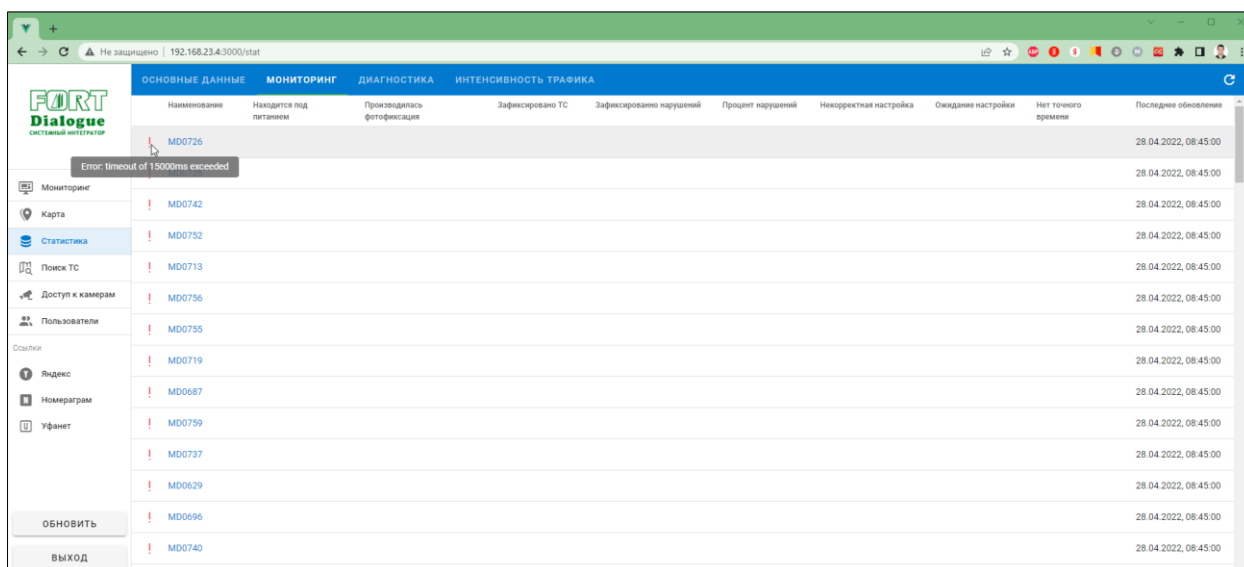 Не защищено
192.168.23.4:3000/stat
FORT
Dialogue
СИСТЕМНЫЙ ИНТЕГРАТОР
ОСНОВНЫЕ ДАННЫЕ МОНИТОРИНГ ДИАГНОСТИКА ИНТЕНСИВНОСТЬ ТРАФИКА
Наименование
Находится под
питанием
Производилась
фотофиксация
Зафиксировано ТС
Зафиксированно нарушений
Процент нарушений
Некорректная настройка
Ожидание настройки
Нет точного
времени
Последнее обновление
! MD0726 28.04.2022, 08:45:00
Error: timeout of 15000ms exceeded
28.04.2022, 08:45:00
! MD0742 28.04.2022, 08:45:00
! MD0752 28.04.2022, 08:45:00
! MD0713 28.04.2022, 08:45:00
! MD0756 28.04.2022, 08:45:00
! MD0755 28.04.2022, 08:45:00
! MD0719 28.04.2022, 08:45:00
! MD0687 28.04.2022, 08:45:00
! MD0759 28.04.2022, 08:45:00
! MD0737 28.04.2022, 08:45:00
! MD0629 28.04.2022, 08:45:00
! MD0696 28.04.2022, 08:45:00
! MD0740 28.04.2022, 08:45:00
Мониторинг
Карта
Статистика
Поиск ТС
Доступ к камерам
Пользователи
Ссылки
Яндекс
Номераграм
Уфанет
ОБНОВИТЬ
ВЫХОД